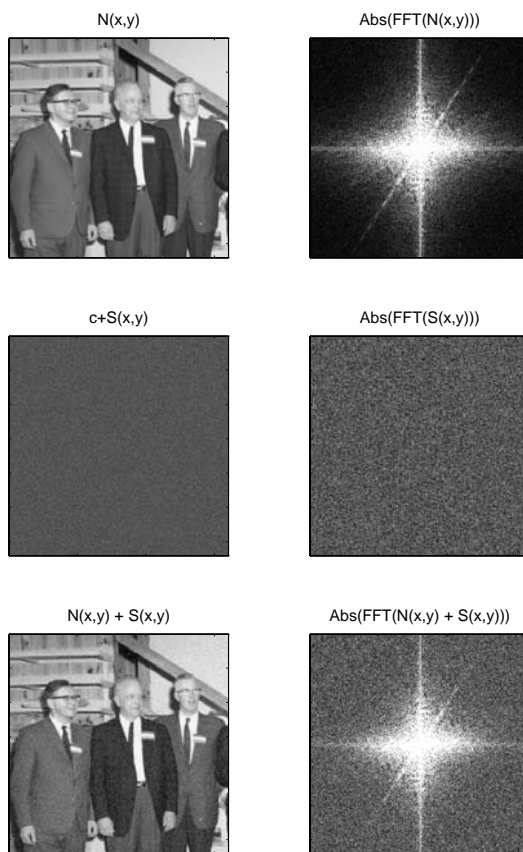 N(x,y)
Abs(FFT(N(x,y)))
c+S(x,y)
Abs(FFT(S(x,y)))
N(x,y) + S(x,y)
Abs(FFT(N(x,y) + S(x,y)))